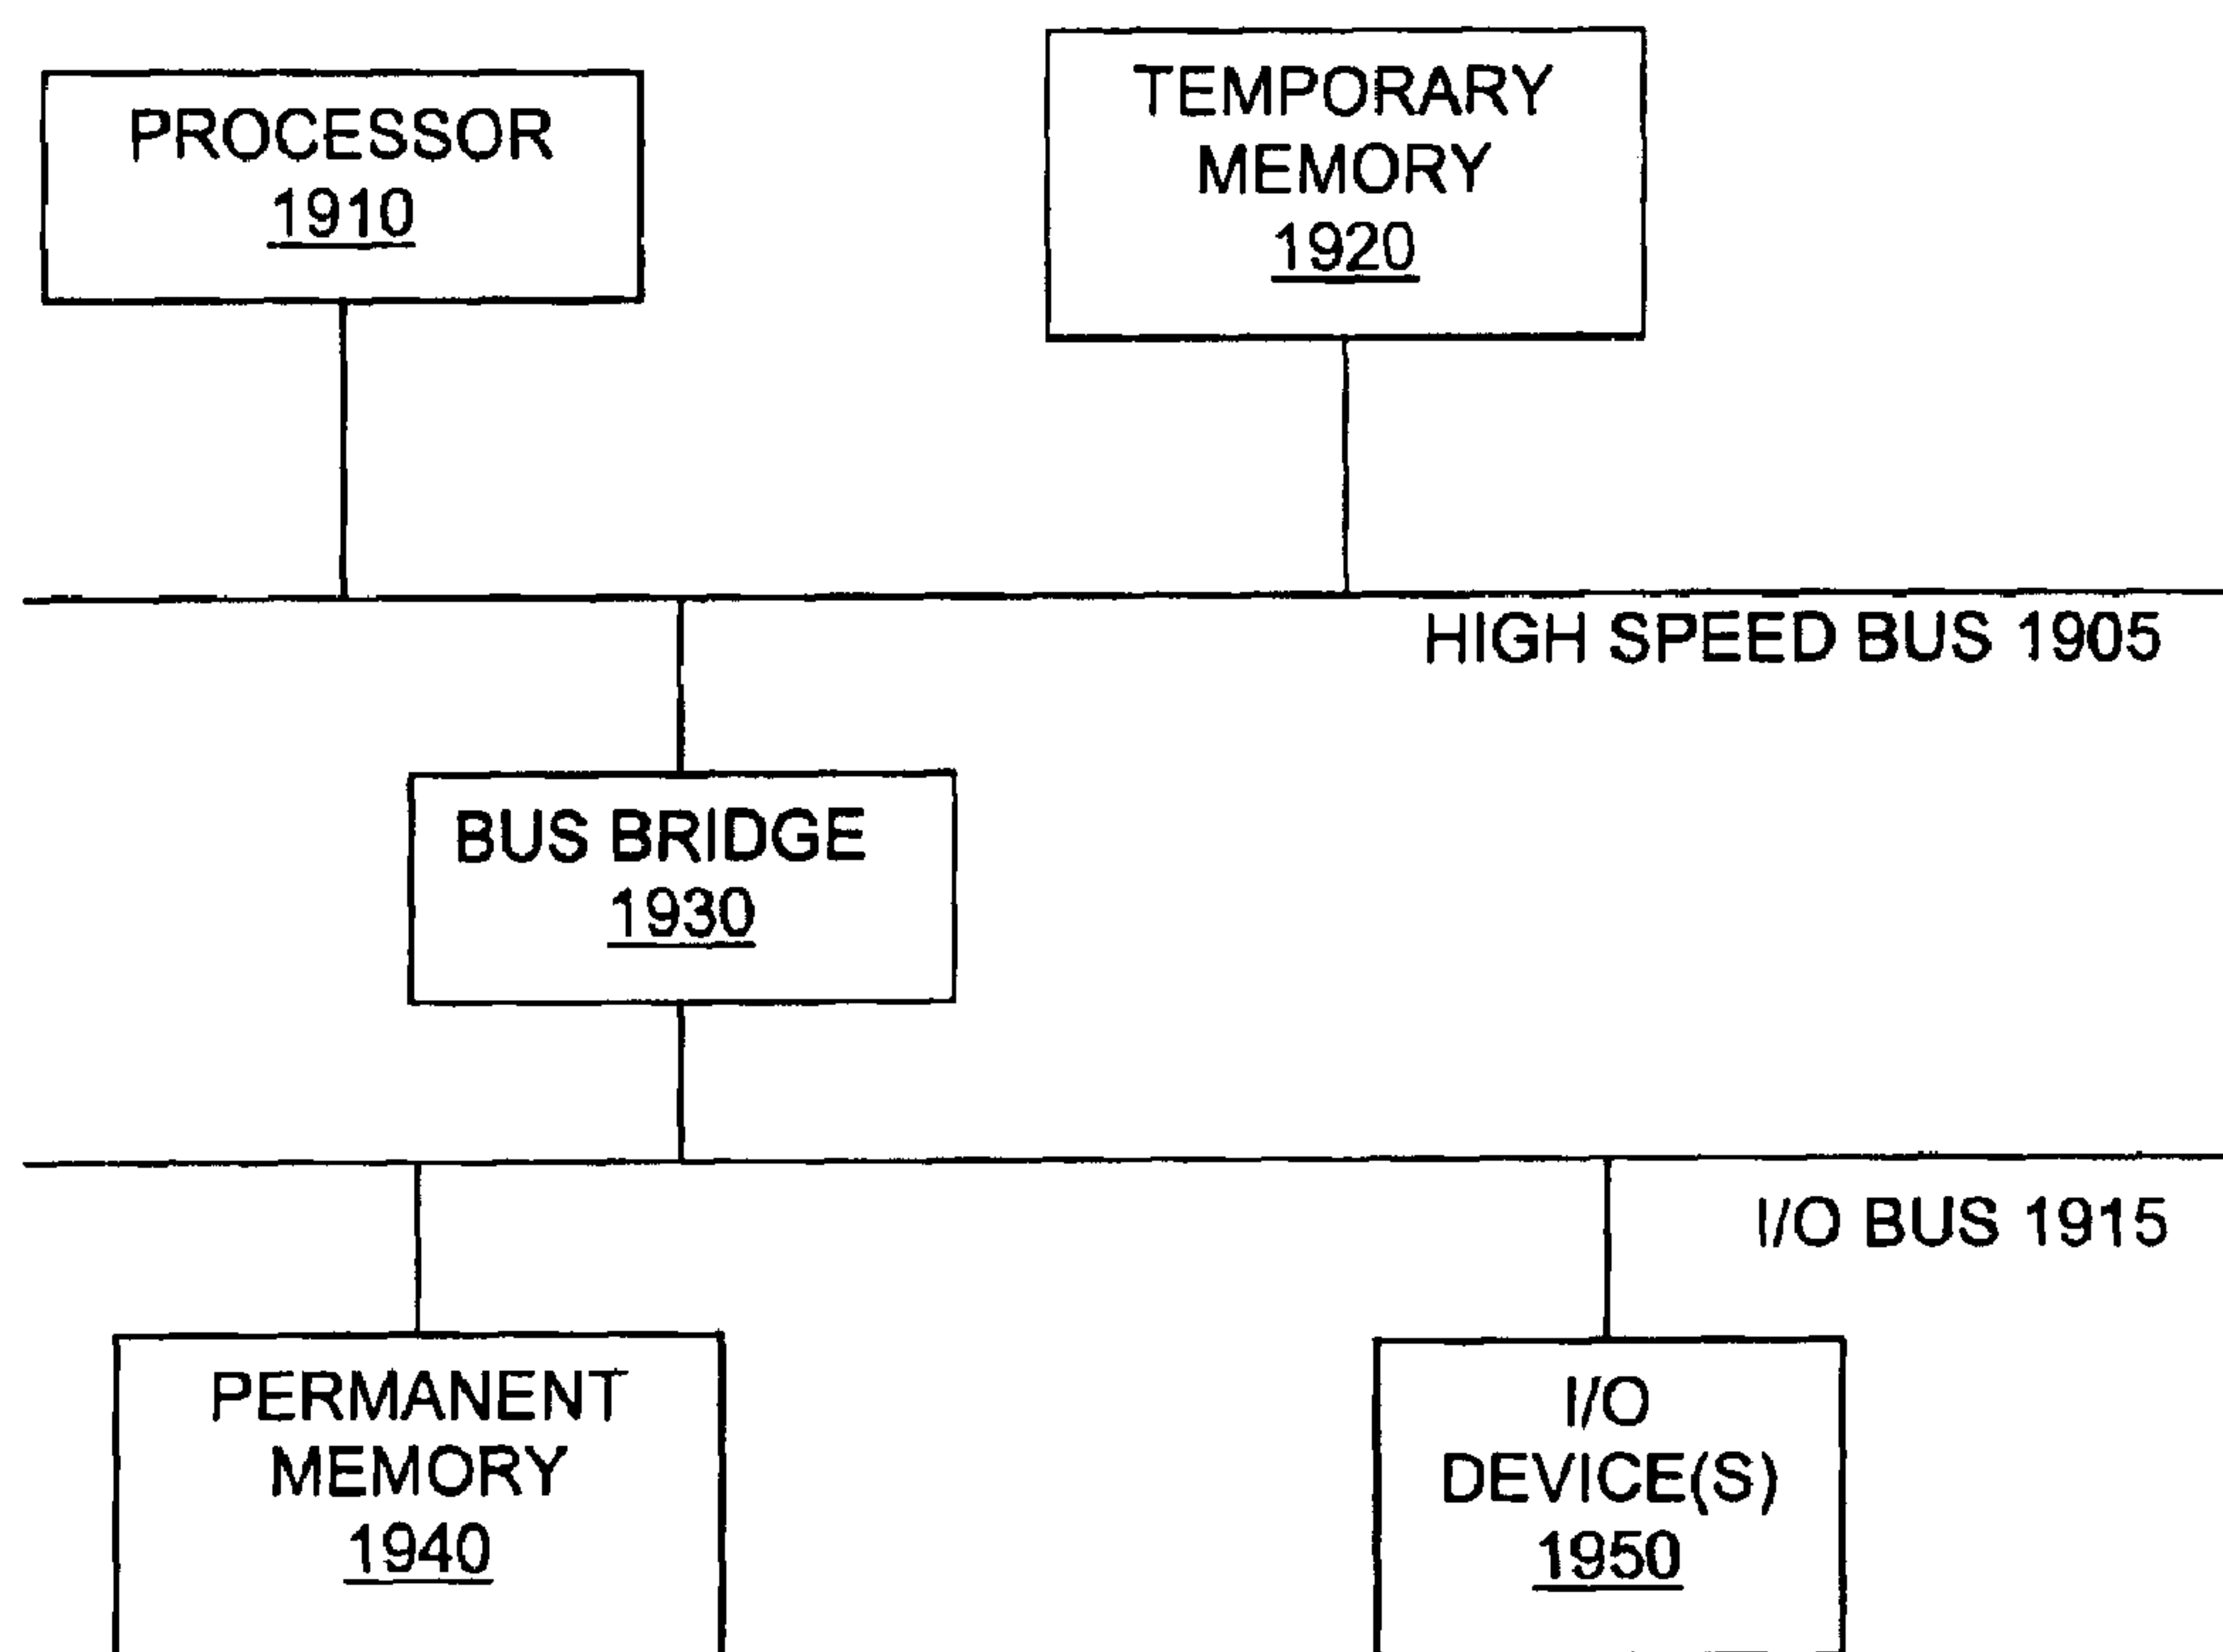 PROCESSOR
1910
TEMPORARY
MEMORY
1920
HIGH SPEED BUS 1905
BUS BRIDGE
1930
I/O BUS 1915
PERMANENT
MEMORY
1940
I/O
DEVICE(S)
1950